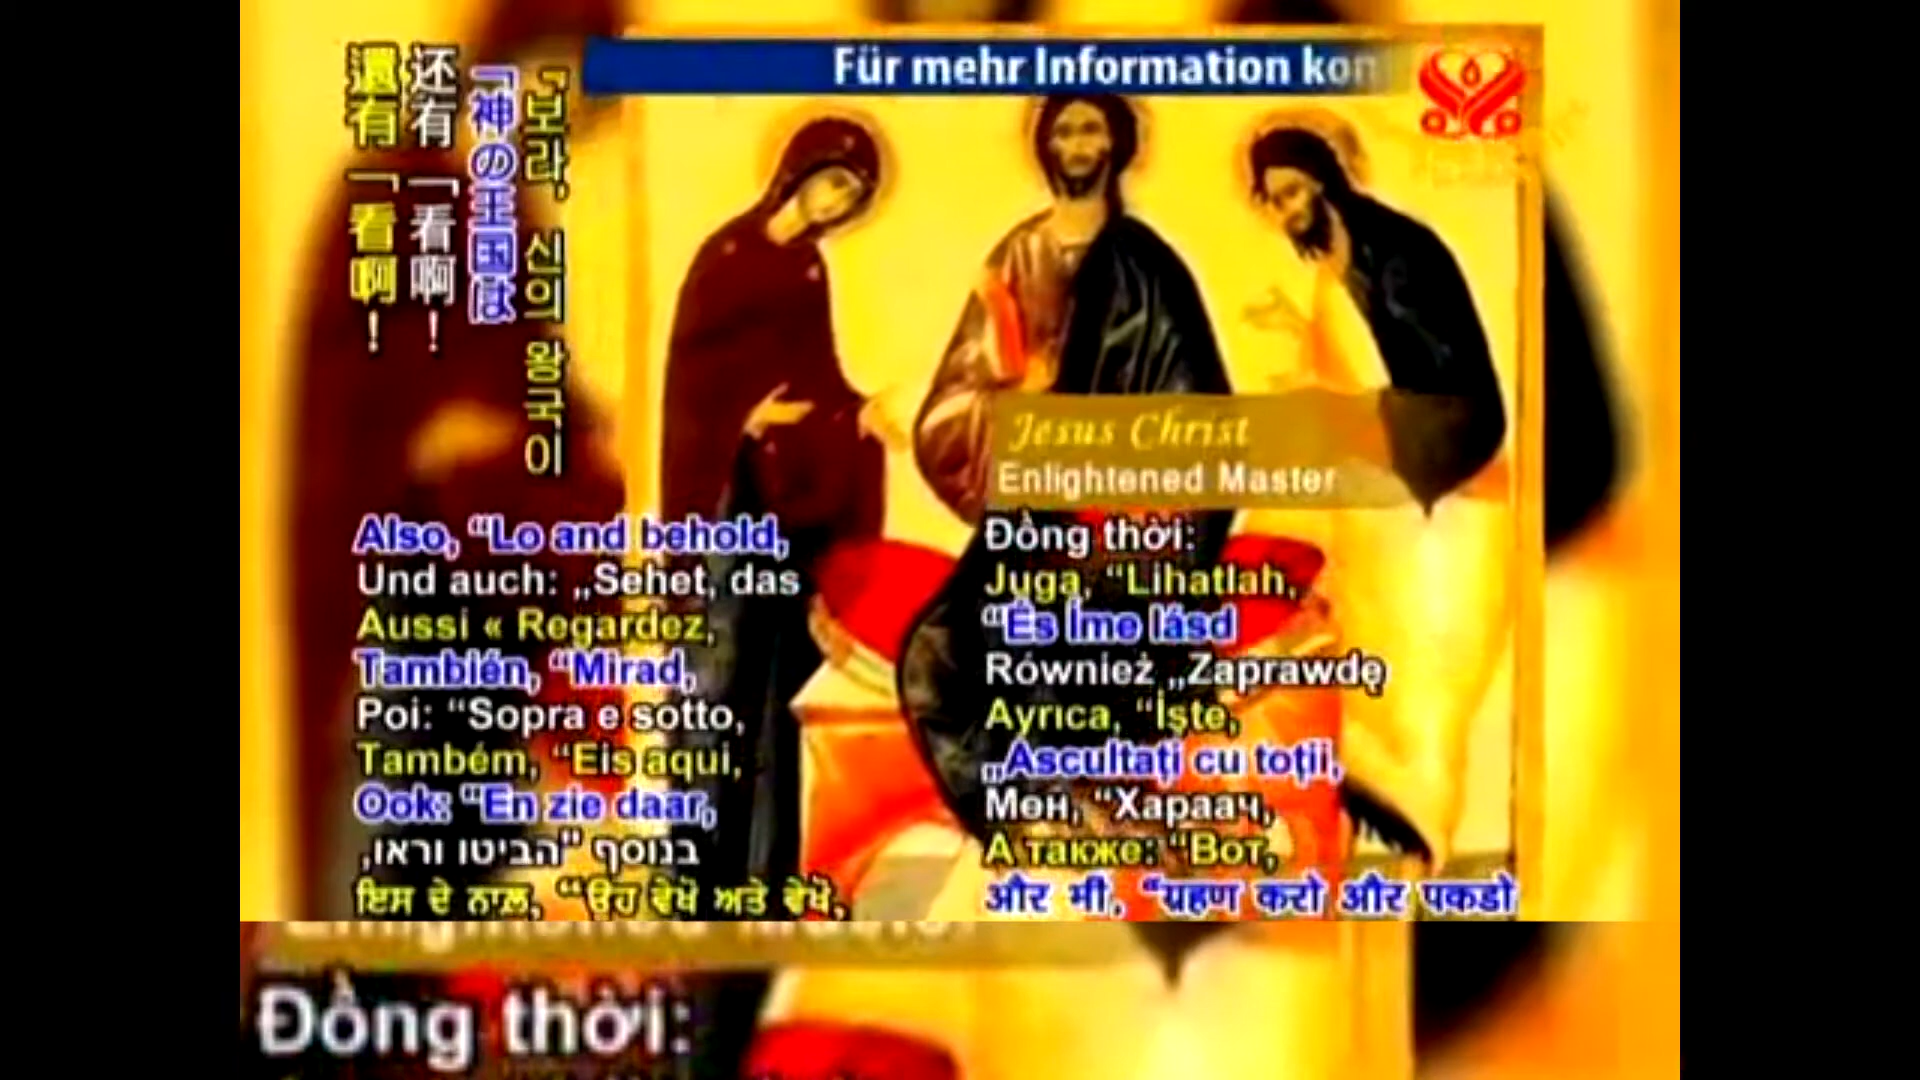 Für mehr Information kon
還有「看啊!
还有「看啊!
「神の王国は
『보라, 신의 왕국이
Jesus Christ
Enlightened Master
Also, “Lo and behold,
Und auch: „Sehet, das
Aussi « Regardez,
También, “Mirad,
Poi: “Sopra e sotto,
Também, “Eis aqui,
Ook: “En zie daar,
בנוסף "הביטו וראו,
ਇਸ ਦੇ ਨਾਲ, “ਉਹ ਵੇਖੋ ਅਤੇ ਵੇਖੋ,
Đồng thời:
Juga, “Lihatlah,
“És Íme lásd
Również „Zaprawdę
Ayrıca, “İşte,
„Ascultaţi cu toţii,
Мөн, “Хараач,
А также: “Вот,
और भी, “ग्रहण करो और पकडो
Đồng thời: